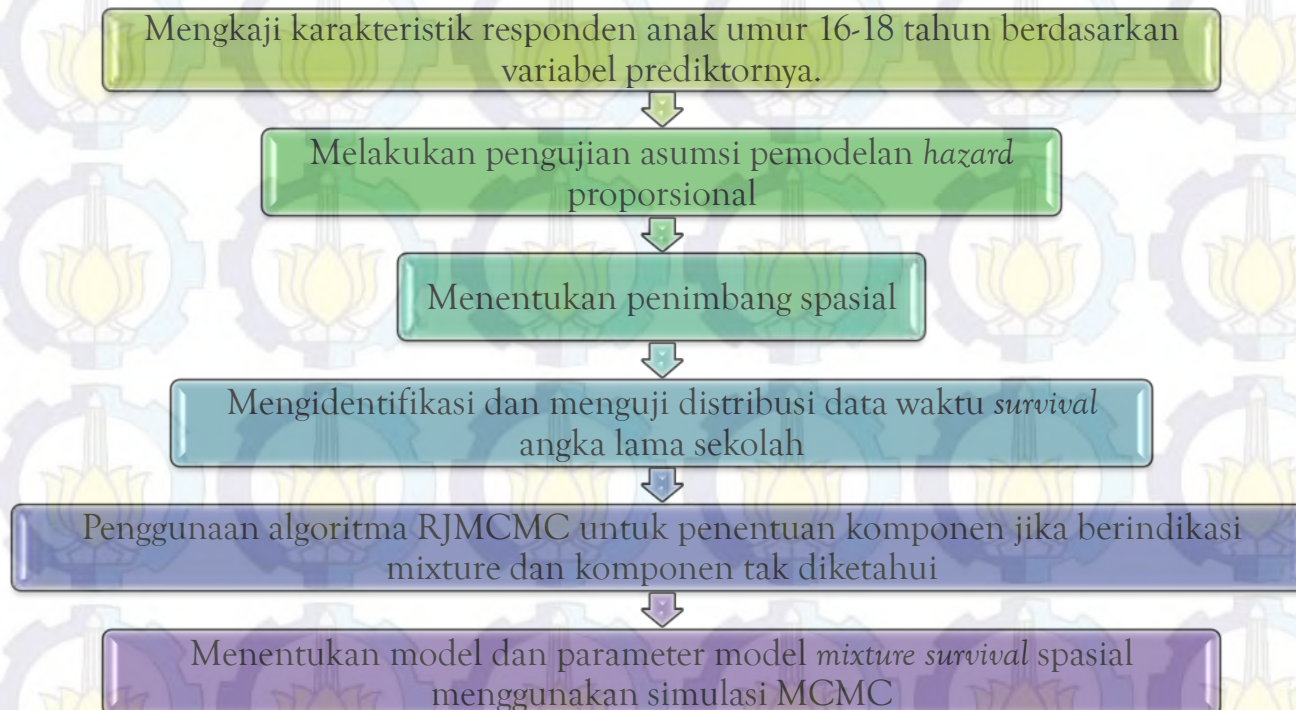 Mengkaji karakteristik responden anak umur 16-18 tahun berdasarkan
variabel prediktornya.
Melakukan pengujian asumsi pemodelan hazard
proporsional
Menentukan penimbang spasial
Mengidentifikasi dan menguji distribusi data waktu survival
angka lama sekolah
Penggunaan algoritma RJMCMC untuk penentuan komponen jika berindikasi
mixture dan komponen tak diketahui
Menentukan model dan parameter model mixture survival spasial
menggunakan simulasi MCMC